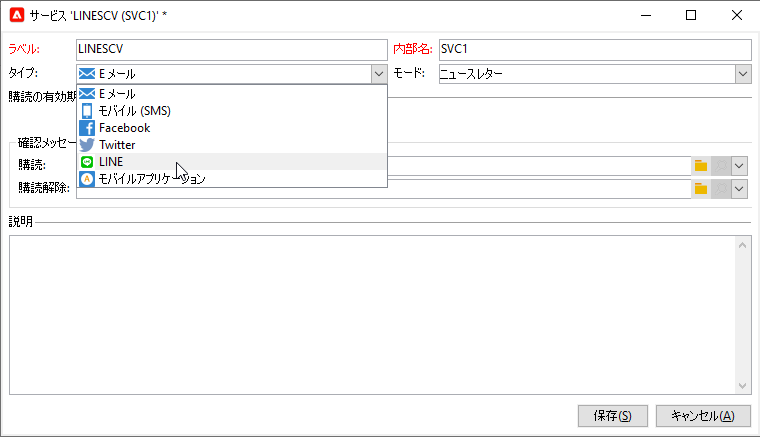 サービス 'LINESCV (SVC1)' *
ラベル: LINESCV 内部名: SVC1
タイプ: Eメール モード: ニュースレター
購読の有効期
Eメール
モバイル (SMS)
Facebook
Twitter
LINE
モバイルアプリケーション
確認メッセー
購読:
購読解除:
説明
保存(S) キャンセル(A)